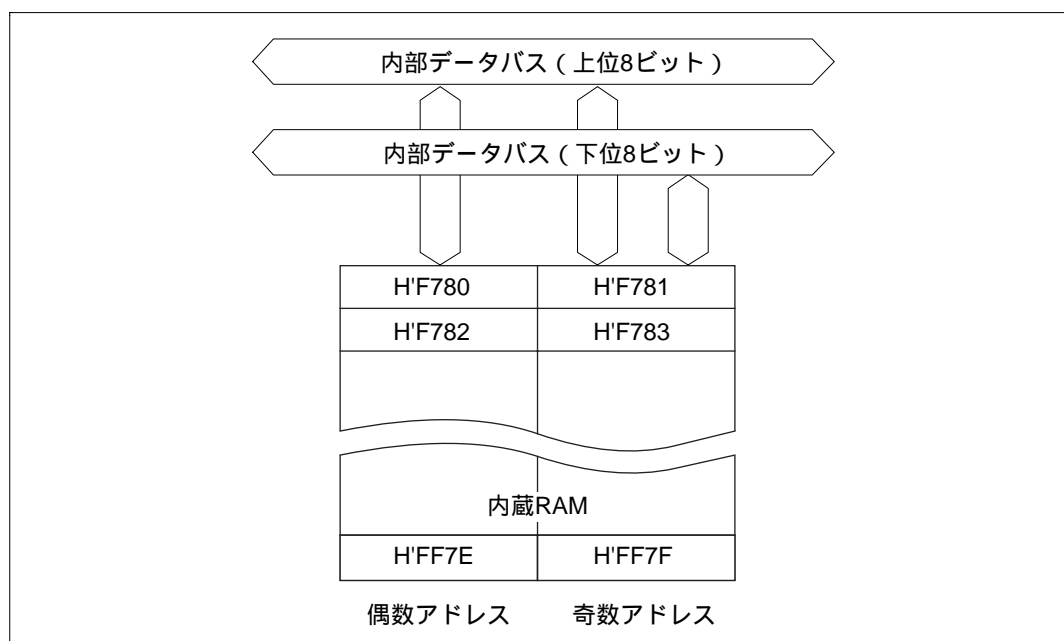 内部データバス（上位8ビット）
内部データバス（下位8ビット）
H'F780 H'F781
H'F782 H'F783
内蔵RAM
H'FF7E H'FF7F
偶数アドレス 奇数アドレス